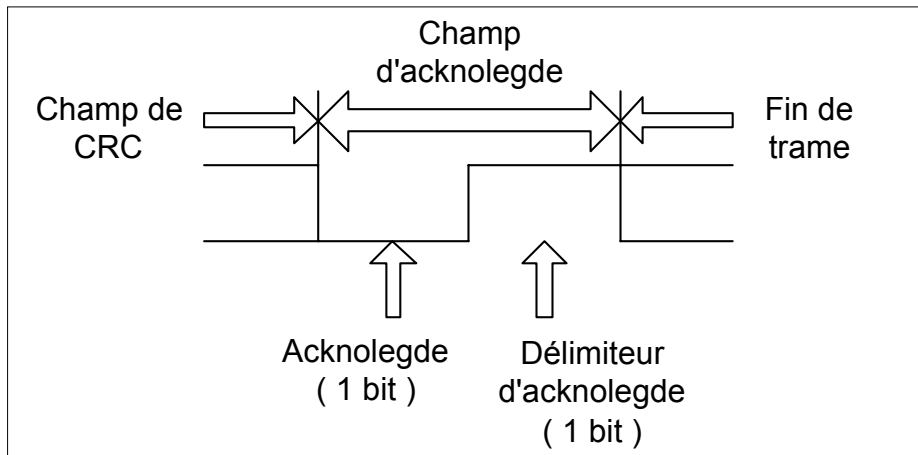 Champ
d'acknolegde
Champ de
CRC
Fin de
trame
Acknolegde
( 1 bit )
Délimiteur
d'acknolegde
( 1 bit )